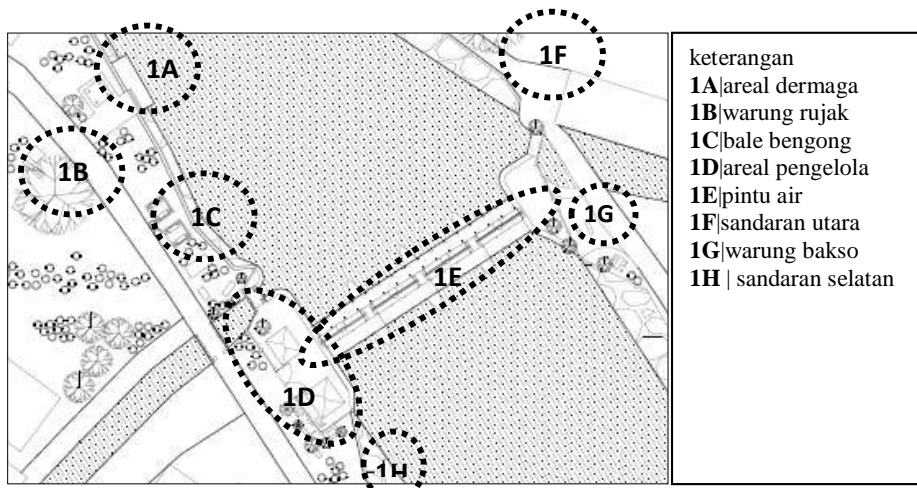 1A
1F
1B
1C
1G
1E
1D
1H
keterangan
1A|areal dermaga
1B|warung rujak
1C|bale bengong
1D|areal pengelola
1E|pintu air
1F|sandaran utara
1G|warung bakso
1H | sandaran selatan